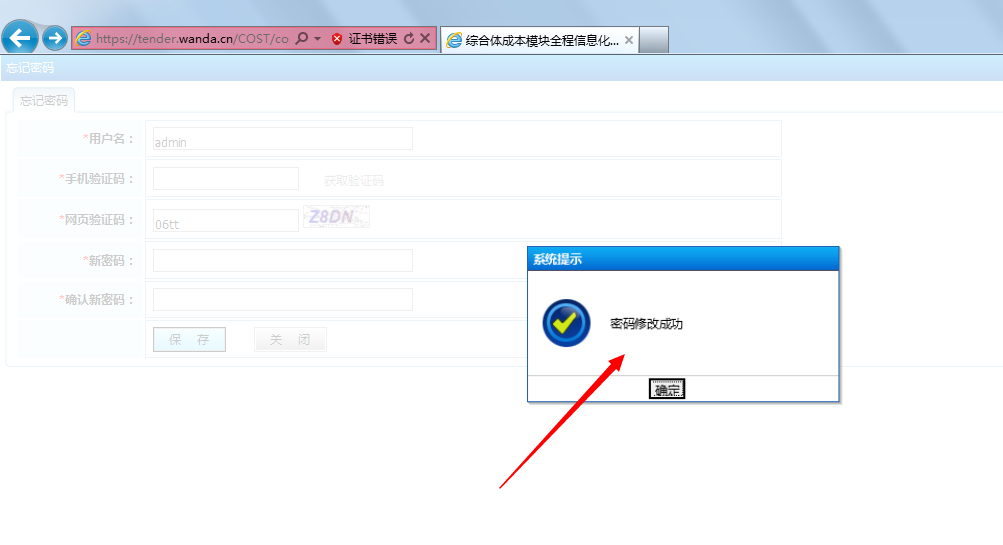 https://tender.wanda.cn/COST/co 证书错误 综合体成本模块全程信息化...
忘记密码
忘记密码
*用户名： admin
*手机验证码： 获取验证码
*网页验证码： 06tt Z8DN
*新密码：
*确认新密码：
保 存 关 闭
系统提示
密码修改成功
确定